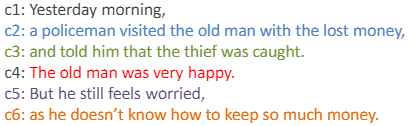 c1: Yesterday morning,
c2: a policeman visited the old man with the lost money,
c3: and told him that the thief was caught.
c4: The old man was very happy.
c5: But he still feels worried,
c6: as he doesn’t know how to keep so much money.